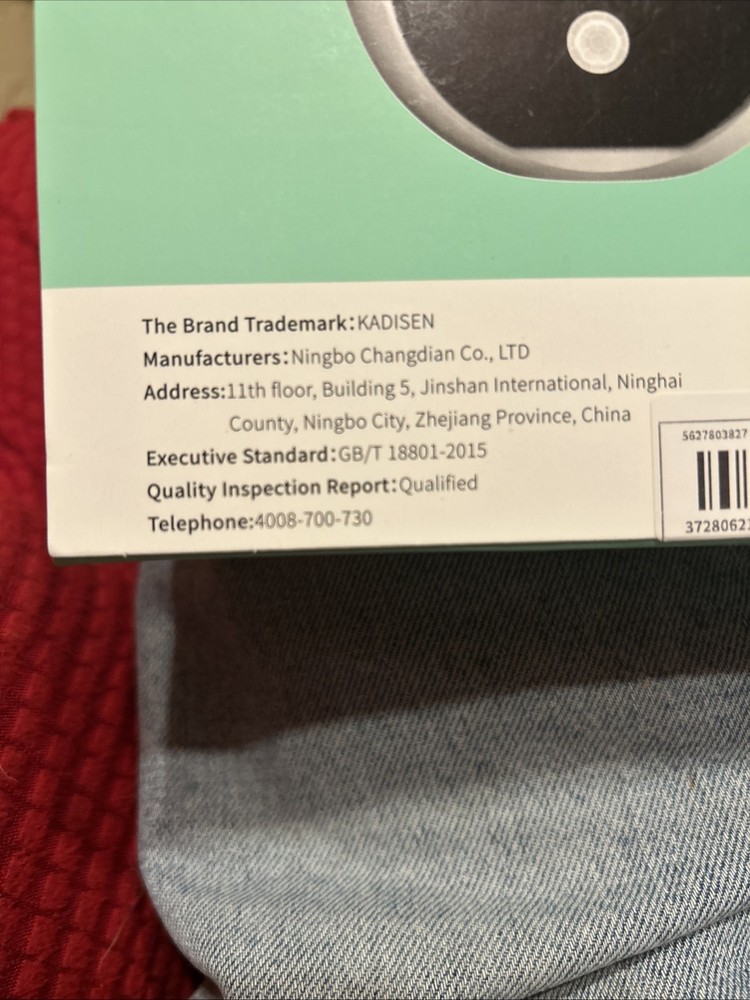 The Brand Trademark:KADISEN
Manufacturers:Ningbo Changdian Co., LTD
Address:11th floor, Building 5, Jinshan International, Ninghai
County, Ningbo City, Zhejiang Province, China
Executive Standard:GB/T 18801-2015
Quality Inspection Report:Qualified
Telephone:4008-700-730
5627803827
3728062